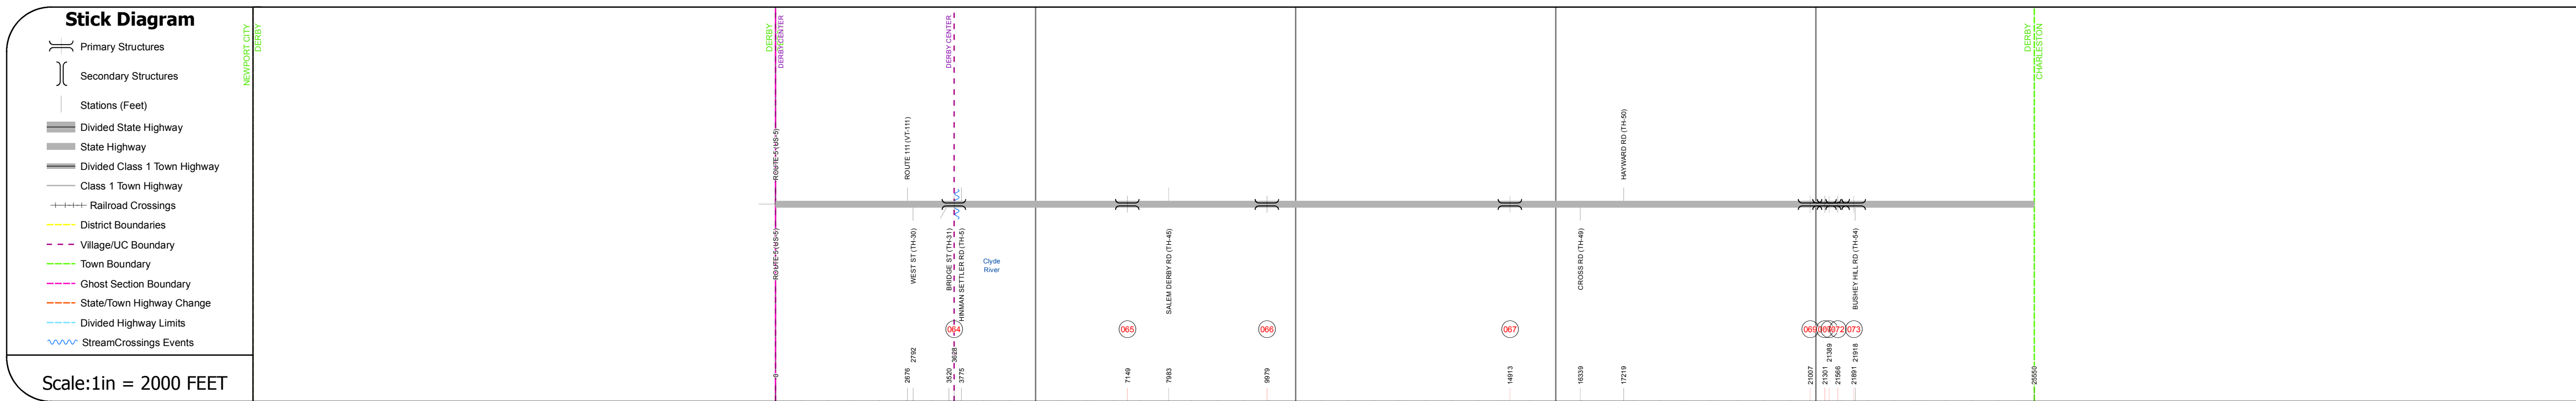 Stick Diagram
Primary Structures
Secondary Structures
Stations (Feet)
Divided State Highway
State Highway
Divided Class 1 Town Highway
Class 1 Town Highway
Railroad Crossings
District Boundaries
Village/UC Boundary
Town Boundary
Ghost Section Boundary
State/Town Highway Change
Divided Highway Limits
StreamCrossings Events
Scale:1in = 2000 FEET
NEWPORT CITY
DERBY
DERBY
DERBY CENTER
DERBY CENTER
DERBY
CHARLESTON
ROUTE-5 (US-5)
ROUTE 111 (VT-111)
HAYWARD RD (TH-50)
ROUTE-5 (US-5)
WEST ST (TH-30)
BRIDGE ST (TH-31)
HINMAN SETTLER RD (TH-5)
Clyde
River
SALEM DERBY RD (TH-45)
CROSS RD (TH-49)
BUSHEY HILL RD (TH-54)
064
065
066
067
069
072
073
0
2676
2792
3520
3628
3775
7149
7983
9979
14913
16339
17219
21007
21301
21389
21566
21891
21918
25550